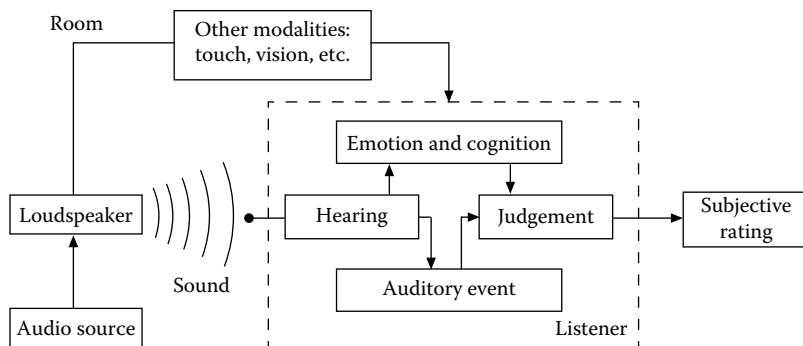 Room
Other modalities:
touch, vision, etc.
Emotion and cognition
Loudspeaker
Hearing
Judgement
Subjective
rating
Sound
Auditory event
Audio source
Listener